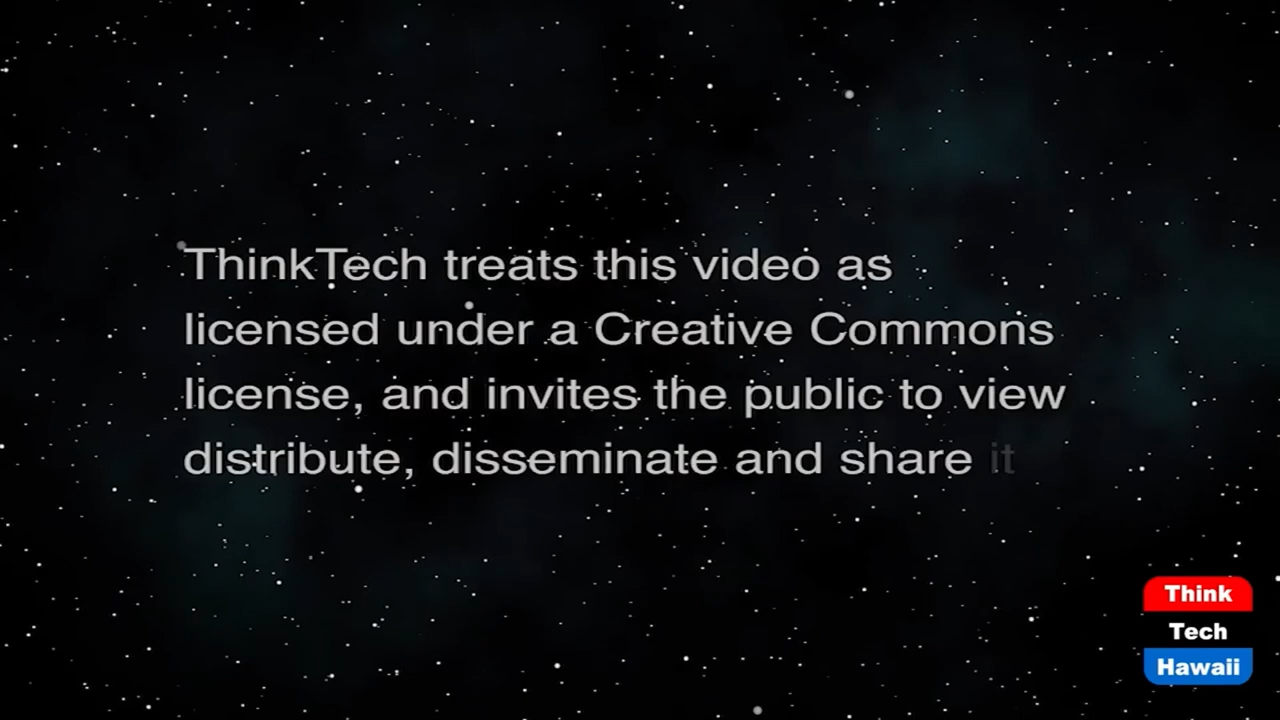 ThinkTech treats this video as
licensed under a Creative Commons
license, and invites the public to view
distribute, disseminate and share it
Think
Tech
Hawaii